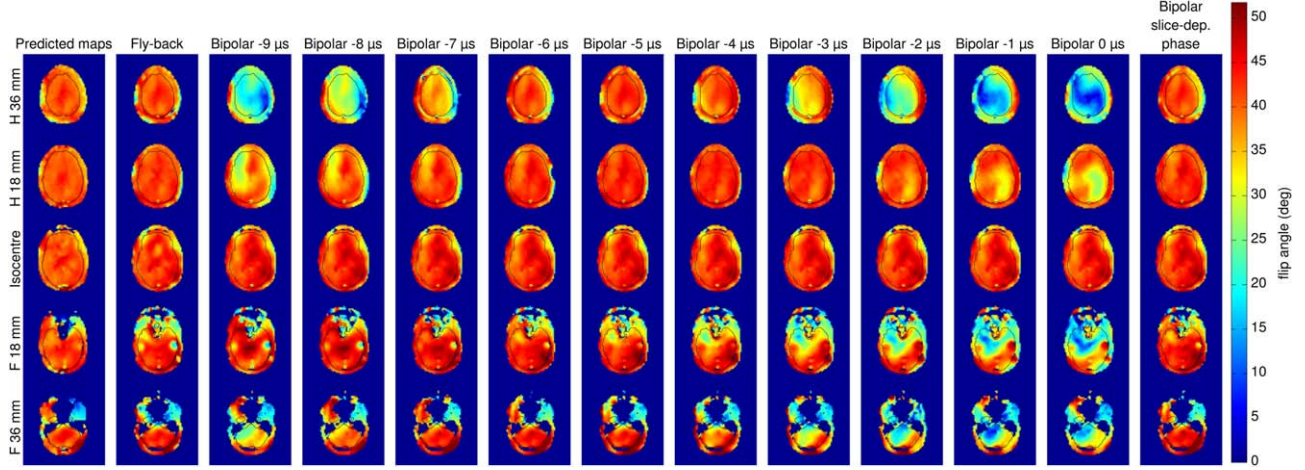 Bipolar
slice-dep.
phase
Predicted maps Fly-back Bipolar -9 µs Bipolar -8 µs Bipolar -7 µs Bipolar -6 µs Bipolar -5 µs Bipolar -4 µs Bipolar -3 µs Bipolar -2 µs Bipolar -1 µs Bipolar 0 µs
H 36 mm
H 18 mm
Isocentre
F 18 mm
F 36 mm
50
45
40
35
30
25
20
15
10
5
0
flip angle (deg)